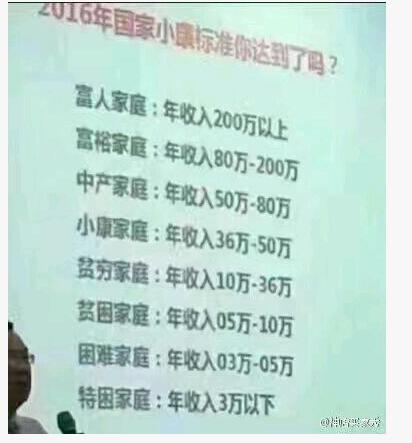 2016年国家小康标准你达到了吗？
富人家庭：年收入200万以上
富裕家庭：年收入80万-200万
中产家庭：年收入50万-80万
小康家庭：年收入36万-50万
贫穷家庭：年收入10万-36万
贫困家庭：年收入05万-10万
困难家庭：年收入03万-05万
特困家庭：年收入3万以下